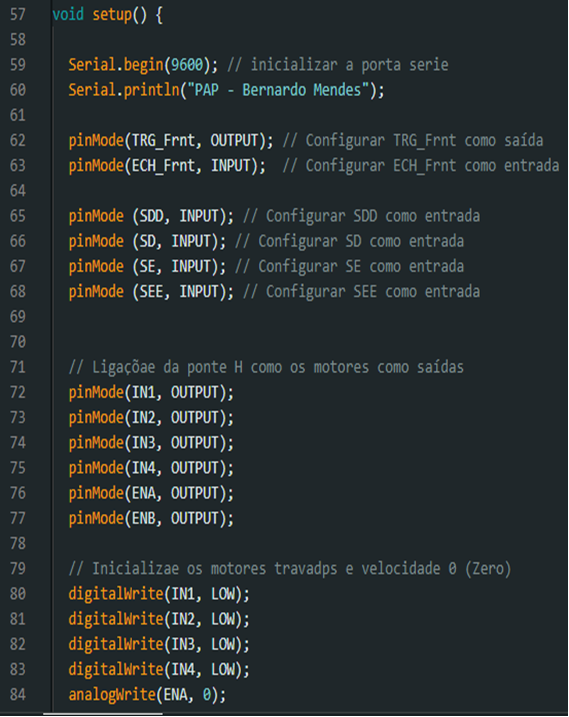 57 void setup() {
58
59 Serial.begin(9600); // inicializar a porta serie
60 Serial.println("PAP - Bernardo Mendes");
61
62 pinMode(TRG_Frnt, OUTPUT); // Configurar TRG_Frnt como saída
63 pinMode(ECH_Frnt, INPUT);  // Configurar ECH_Frnt como entrada
64
65 pinMode (SDD, INPUT); // Configurar SDD como entrada
66 pinMode (SD, INPUT); // Configurar SD como entrada
67 pinMode (SE, INPUT); // Configurar SE como entrada
68 pinMode (SEE, INPUT); // Configurar SEE como entrada
69
70
71 // Ligaçõae da ponte H como os motores como saídas
72 pinMode(IN1, OUTPUT);
73 pinMode(IN2, OUTPUT);
74 pinMode(IN3, OUTPUT);
75 pinMode(IN4, OUTPUT);
76 pinMode(ENA, OUTPUT);
77 pinMode(ENB, OUTPUT);
78
79 // Inicializae os motores travadps e velocidade 0 (Zero)
80 digitalWrite(IN1, LOW);
81 digitalWrite(IN2, LOW);
82 digitalWrite(IN3, LOW);
83 digitalWrite(IN4, LOW);
84 analogWrite(ENA, 0);